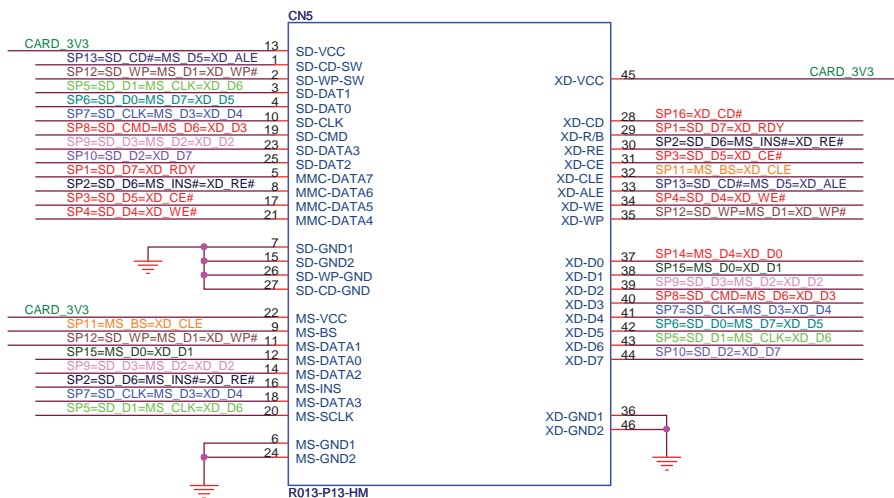 CN5
CARD_3V3 13 SD-VCC
SP13=SD_CD#=MS_D5=XD_ALE 1 SD-CD-SW
SP12=SD_WP=MS_D1=XD_WP# 2 SD-WP-SW
SP5=SD_D1=MS_CLK=XD_D6 3 SD-DAT1
SP6=SD_D0=MS_D7=XD_D5 4 SD-DAT0
SP7=SD_CLK=MS_D3=XD_D4 10 SD-CLK
SP8=SD_CMD=MS_D6=XD_D3 19 SD-CMD
SP9=SD_D3=MS_D2=XD_D2 23 SD-DATA3
SP10=SD_D2=XD_D7 25 SD-DAT2
SP1=SD_D7=XD_RDY 5 MMC-DATA7
SP2=SD_D6=MS_INS#=XD_RE# 8 MMC-DATA6
SP3=SD_D5=XD_CE# 17 MMC-DATA5
SP4=SD_D4=XD_WE# 21 MMC-DATA4
7 SD-GND1
15 SD-GND2
26 SD-WP-GND
27 SD-CD-GND
CARD_3V3 22 MS-VCC
SP11=MS_BS=XD_CLE 9 MS-BS
SP12=SD_WP=MS_D1=XD_WP# 11 MS-DATA1
SP15=MS_D0=XD_D1 12 MS-DATA0
SP9=SD_D3=MS_D2=XD_D2 14 MS-DATA2
SP2=SD_D6=MS_INS#=XD_RE# 16 MS-INS
SP7=SD_CLK=MS_D3=XD_D4 18 MS-DATA3
SP5=SD_D1=MS_CLK=XD_D6 20 MS-SCLK
6 MS-GND1
24 MS-GND2
XD-VCC 45 CARD_3V3
XD-CD 28 SP16=XD_CD#
XD-R/B 29 SP1=SD_D7=XD_RDY
XD-RE 30 SP2=SD_D6=MS_INS#=XD_RE#
XD-CE 31 SP3=SD_D5=XD_CE#
XD-CLE 32 SP11=MS_BS=XD_CLE
XD-ALE 33 SP13=SD_CD#=MS_D5=XD_ALE
XD-WE 34 SP4=SD_D4=XD_WE#
XD-WP 35 SP12=SD_WP=MS_D1=XD_WP#
XD-D0 37 SP14=MS_D4=XD_D0
XD-D1 38 SP15=MS_D0=XD_D1
XD-D2 39 SP9=SD_D3=MS_D2=XD_D2
XD-D3 40 SP8=SD_CMD=MS_D6=XD_D3
XD-D4 41 SP7=SD_CLK=MS_D3=XD_D4
XD-D5 42 SP6=SD_D0=MS_D7=XD_D5
XD-D6 43 SP5=SD_D1=MS_CLK=XD_D6
XD-D7 44 SP10=SD_D2=XD_D7
XD-GND1 36
XD-GND2 46
R013-P13-HM